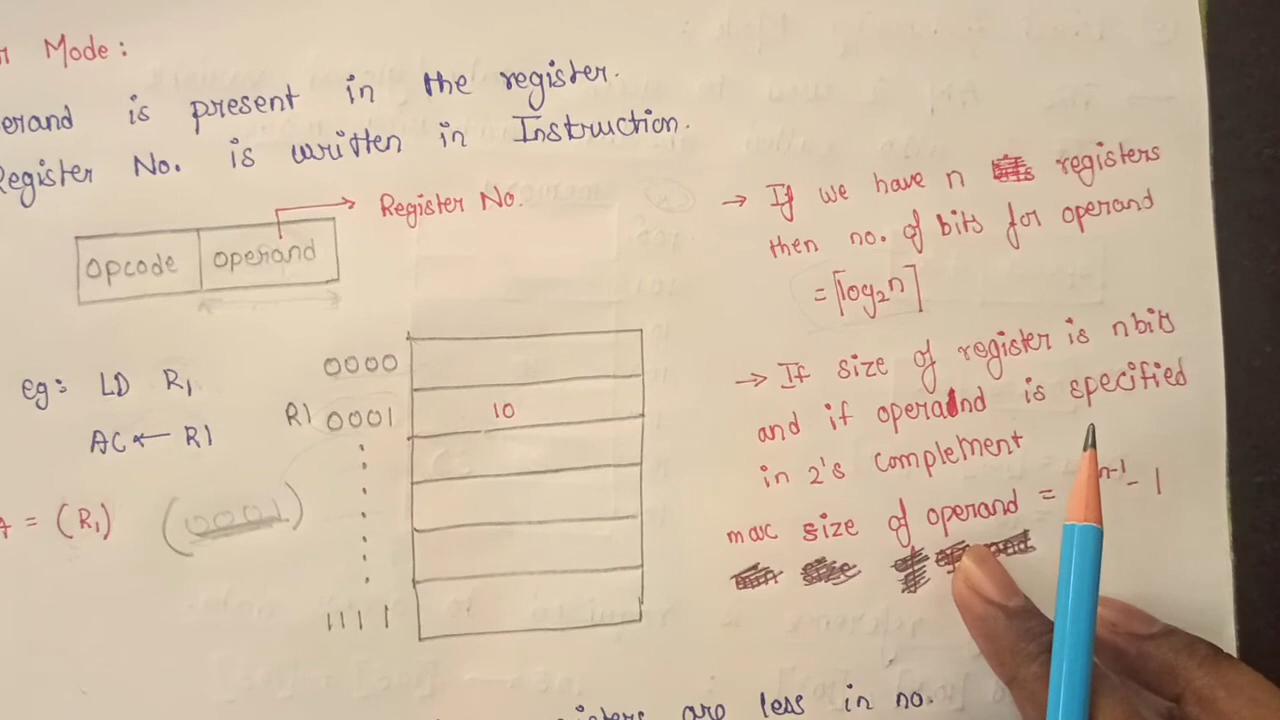 Mode:
is present in the register.
Register No. is written in Instruction.
Register No.
opcode operand
eg: LD R1
AC ← R1
= (R1) (0001)
0000
R1 0001 10
1111
→ If we have n registers
then no. of bits for operand
= ⌈log2n⌉
→ If size of register is nbits
and if operand is specified
in 2's complement
max size of operand = n-1 - 1
are less in no.